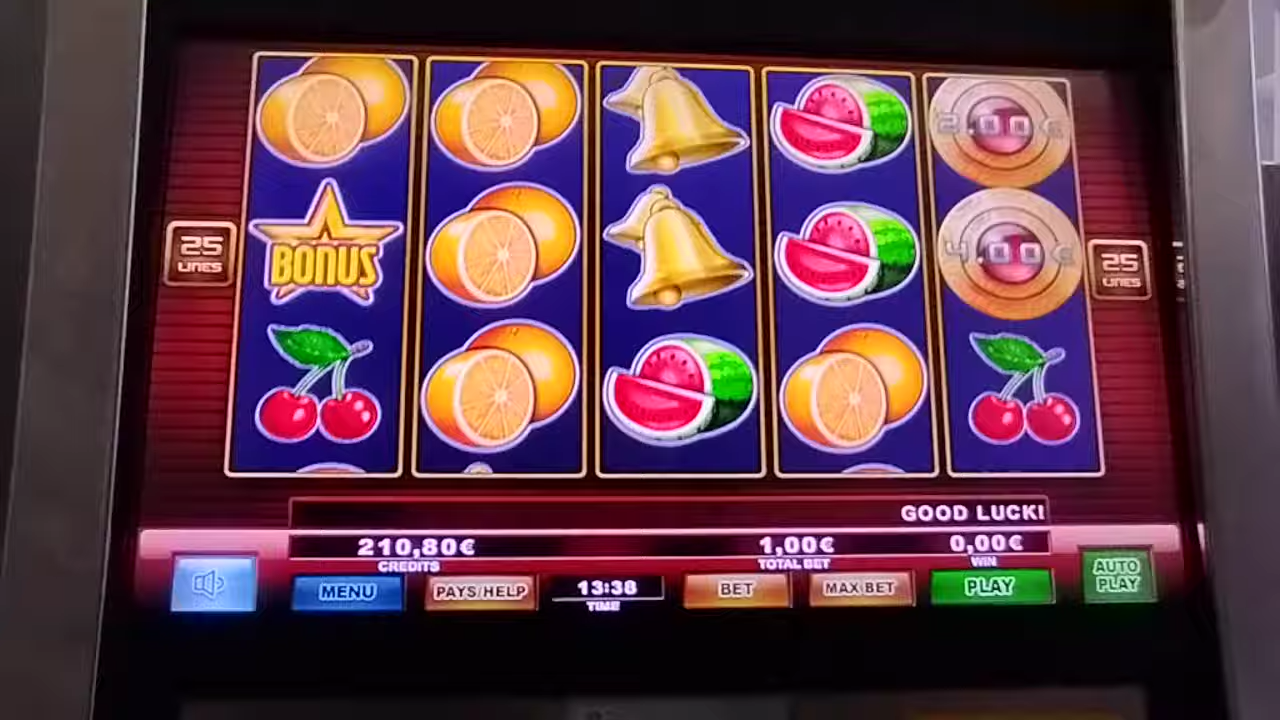 2.00€
25
LINES
BONUS
4.00€
25
LINES
GOOD LUCK!
210,80€
1,00€
0,00€
CREDITS
TOTAL BET
WIN
MENU
PAYS/HELP
13:38
TIME
BET
MAX BET
PLAY
AUTO
PLAY